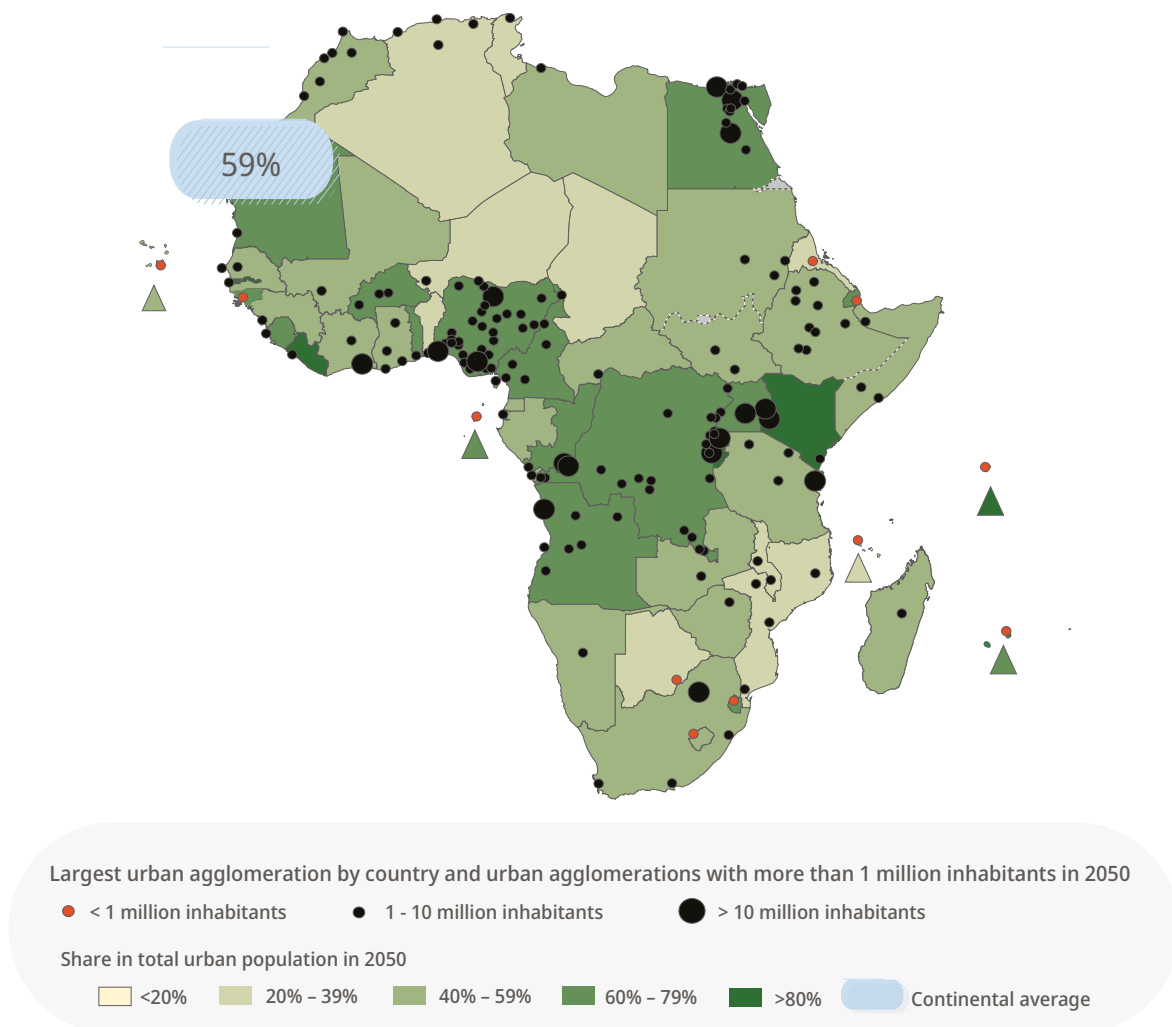 59%
Largest urban agglomeration by country and urban agglomerations with more than 1 million inhabitants in 2050
< 1 million inhabitants 1 - 10 million inhabitants > 10 million inhabitants
Share in total urban population in 2050
<20% 20% – 39% 40% – 59% 60% – 79% >80% Continental average